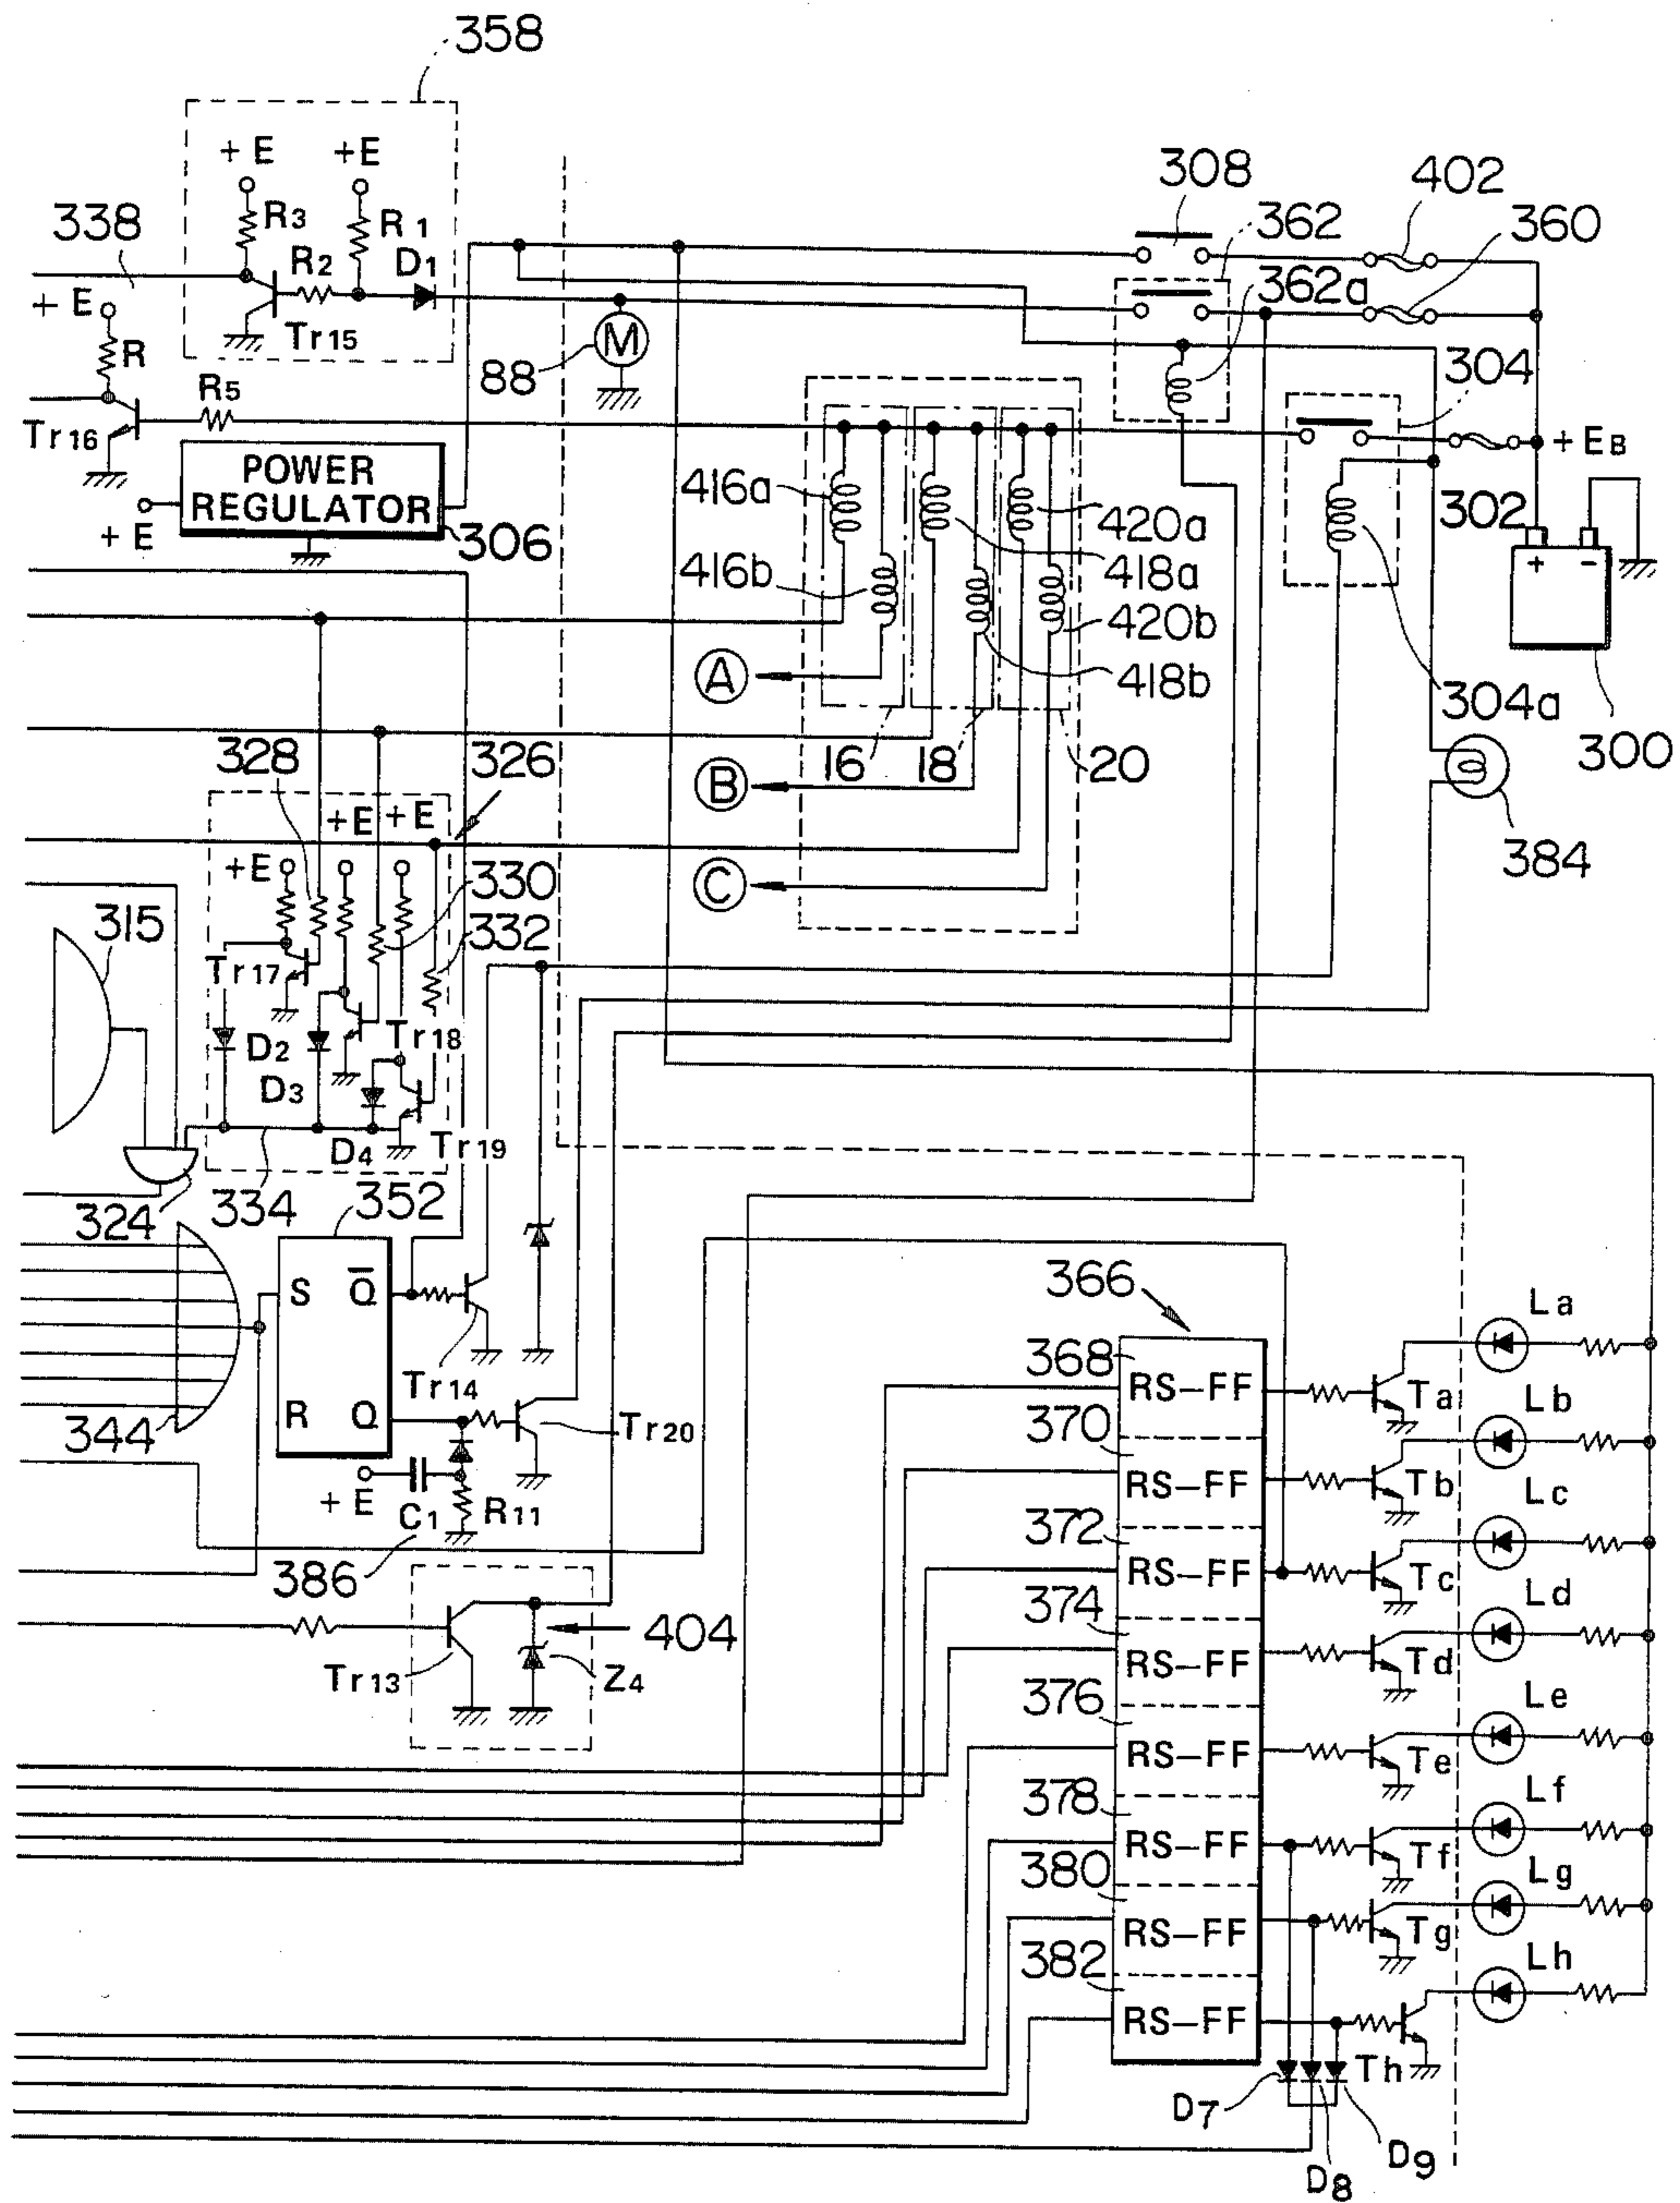 358
+ E
+E
308
402
362
360
338
R3
R1
R2
D1
362a
+ E
Tr15
M
88
304
R
R5
Tr16
+ EB
POWER
REGULATOR
+ E
306
416a
420a
302
418a
416b
420b
+
-
A
418b
304a
300
328
326
16
18
20
B
+E
+E
384
+E
330
C
315
332
Tr17
D2
Tr18
D3
D4
Tr19
324
334
352
S
Q
366
La
368
RS-FF
Ta
Tr14
Lb
R
Q
344
Tr20
370
RS-FF
Tb
+ E
C1
R11
Lc
372
386
RS-FF
Tc
Ld
374
404
Tr13
Z4
RS-FF
Td
Le
376
RS-FF
Te
Lf
378
RS-FF
Tf
Lg
380
RS-FF
Tg
Lh
382
RS-FF
Th
D7
D8
D9